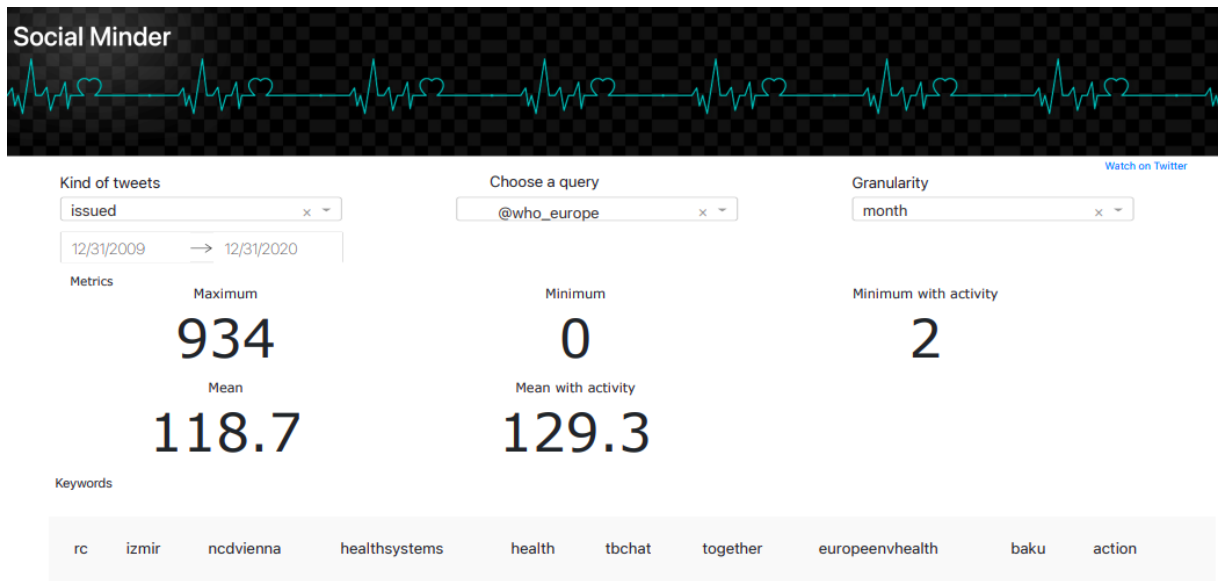 Social Minder
Watch on Twitter
Kind of tweets
Choose a query
Granularity
issued × 
@who_europe × 
month × 
12/31/2009 → 12/31/2020
Metrics
Maximum
Minimum
Minimum with activity
934
0
2
Mean
Mean with activity
118.7
129.3
Keywords
rc izmir ncdvienna healthsystems health tbchat together europeenvhealth baku action